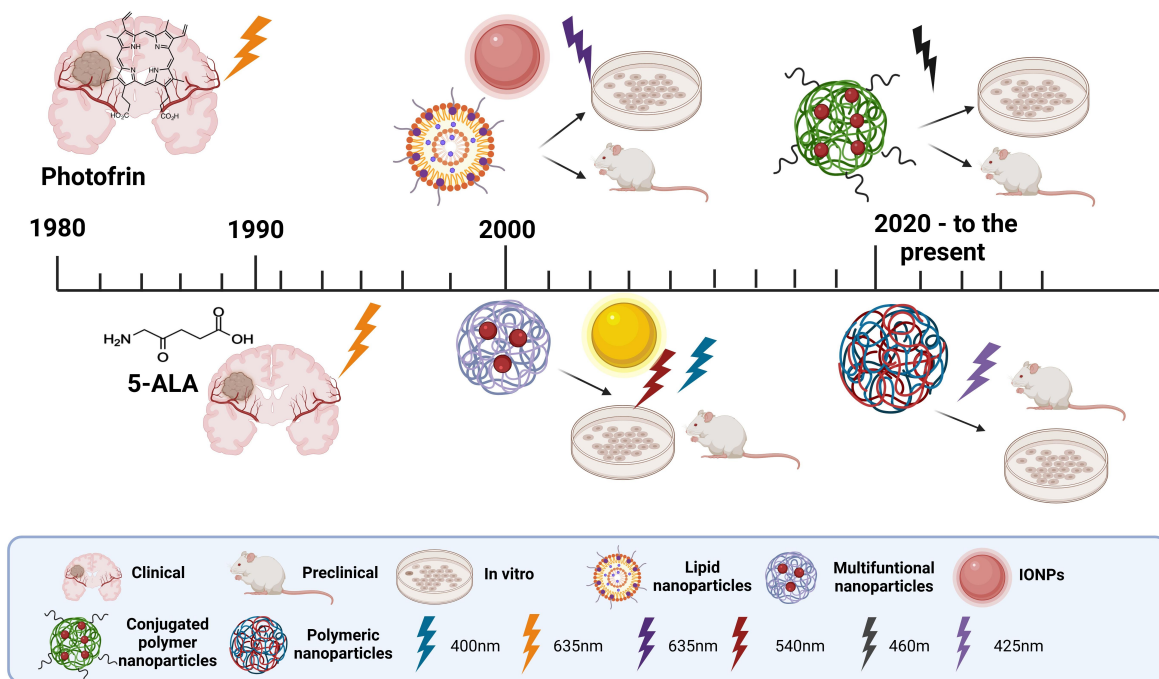 NH
N
N
HN
HO₂C
CO₂H
Photofrin
1980
1990
2000
2020 - to the
present
H₂N
O
O
OH
5-ALA
Clinical
Preclinical
In vitro
Lipid
nanoparticles
Multifuntional
nanoparticles
IONPs
Conjugated
polymer
nanoparticles
Polymeric
nanoparticles
400nm
635nm
635nm
540nm
460m
425nm